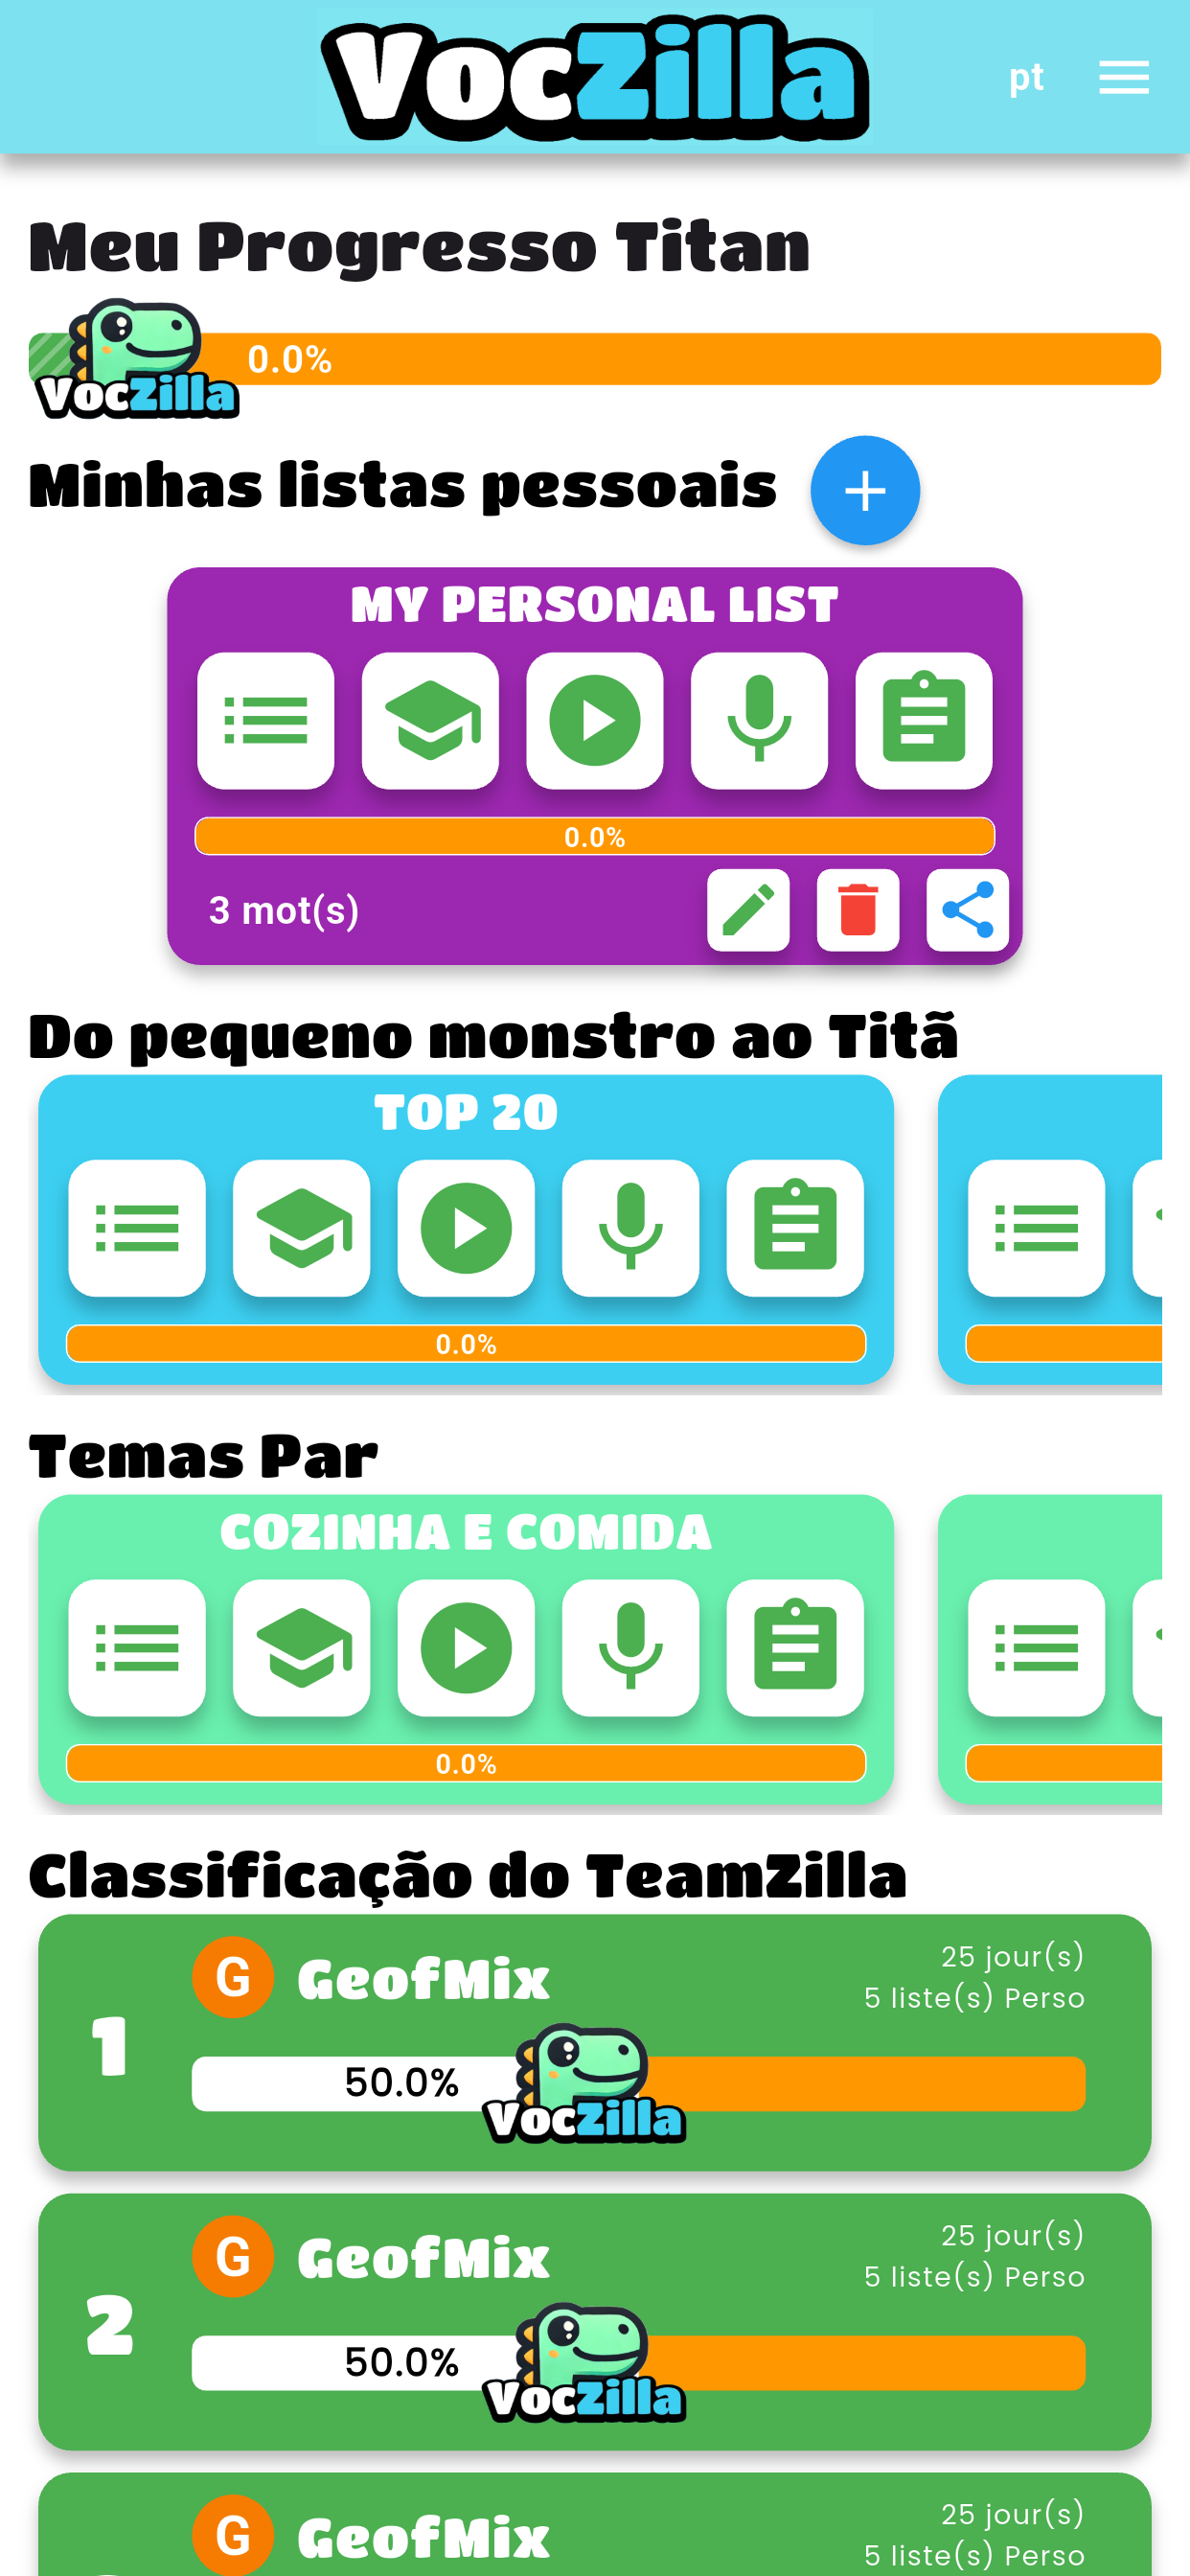 VocZilla
pt
Meu Progresso Titan
0.0%
VocZilla
Minhas listas pessoais
MY PERSONAL LIST
0.0%
3 mot(s)
Do pequeno monstro ao Titã
TOP 20
0.0%
Temas Par
COZINHA E COMIDA
0.0%
Classificação do TeamZilla
1
G GeofMix
25 jour(s)
5 liste(s) Perso
50.0%
VocZilla
2
G GeofMix
25 jour(s)
5 liste(s) Perso
50.0%
VocZilla
G GeofMix
25 jour(s)
5 liste(s) Perso